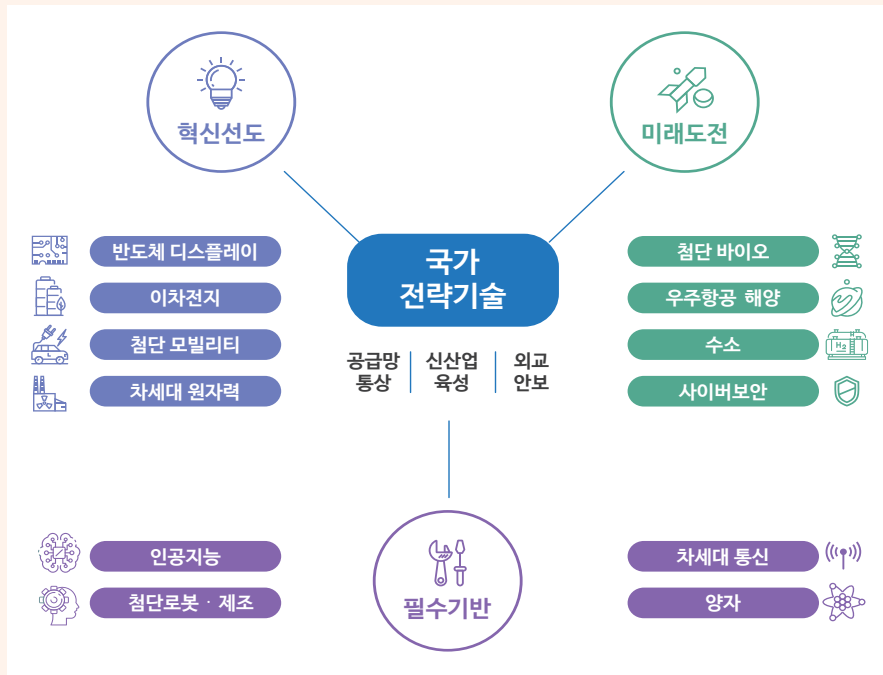 혁신선도
미래도전
국가
전략기술
공급망
통상
신산업
육성
외교
안보
반도체 디스플레이
이차전지
첨단 모빌리티
차세대 원자력
첨단 바이오
우주항공 해양
수소
H2
사이버보안
필수기반
인공지능
첨단로봇 · 제조
차세대 통신
양자